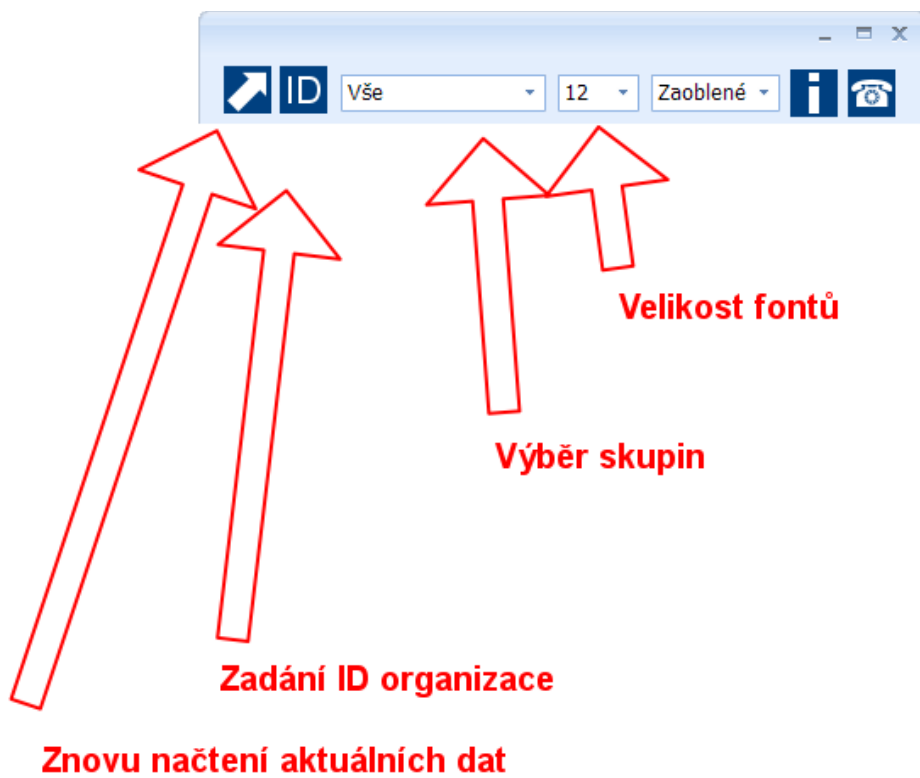 ID Vše 12 Zaoblené i
Velikost fontů
Výběr skupin
Zadání ID organizace
Znovu načtení aktuálních dat